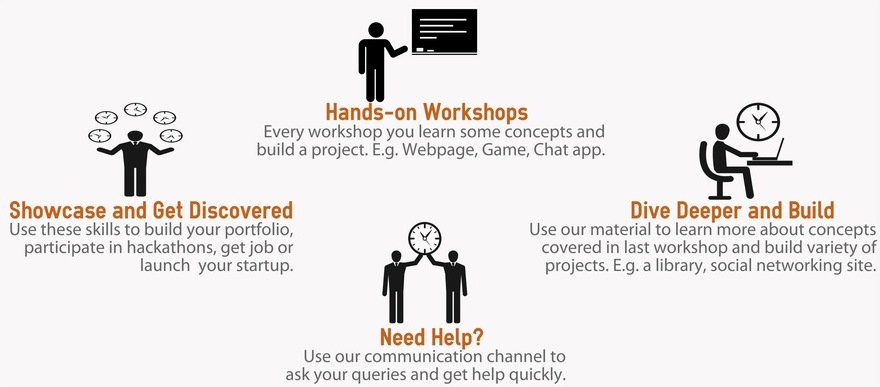 Hands-on Workshops
Every workshop you learn some concepts and
build a project. E.g. Webpage, Game, Chat app.
Showcase and Get Discovered
Use these skills to build your portfolio,
participate in hackathons, get job or
launch your startup.
Dive Deeper and Build
Use our material to learn more about concepts
covered in last workshop and build variety of
projects. E.g. a library, social networking site.
Need Help?
Use our communication channel to
ask your queries and get help quickly.